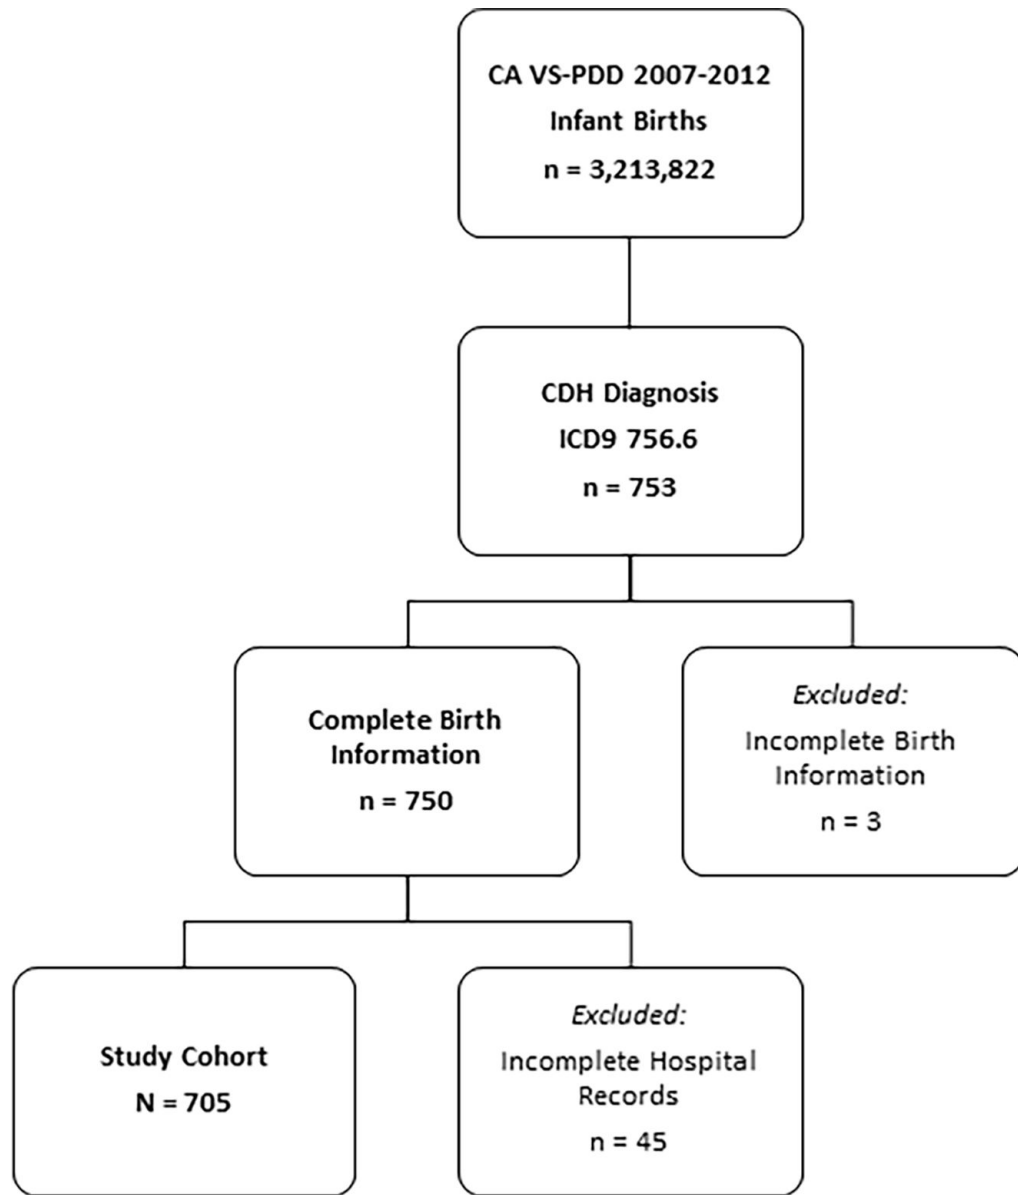 CA VS-PDD 2007-2012
Infant Births
n = 3,213,822
CDH Diagnosis
ICD9 756.6
n = 753
Complete Birth
Information
n = 750
Excluded:
Incomplete Birth
Information
n = 3
Study Cohort
N = 705
Excluded:
Incomplete Hospital
Records
n = 45